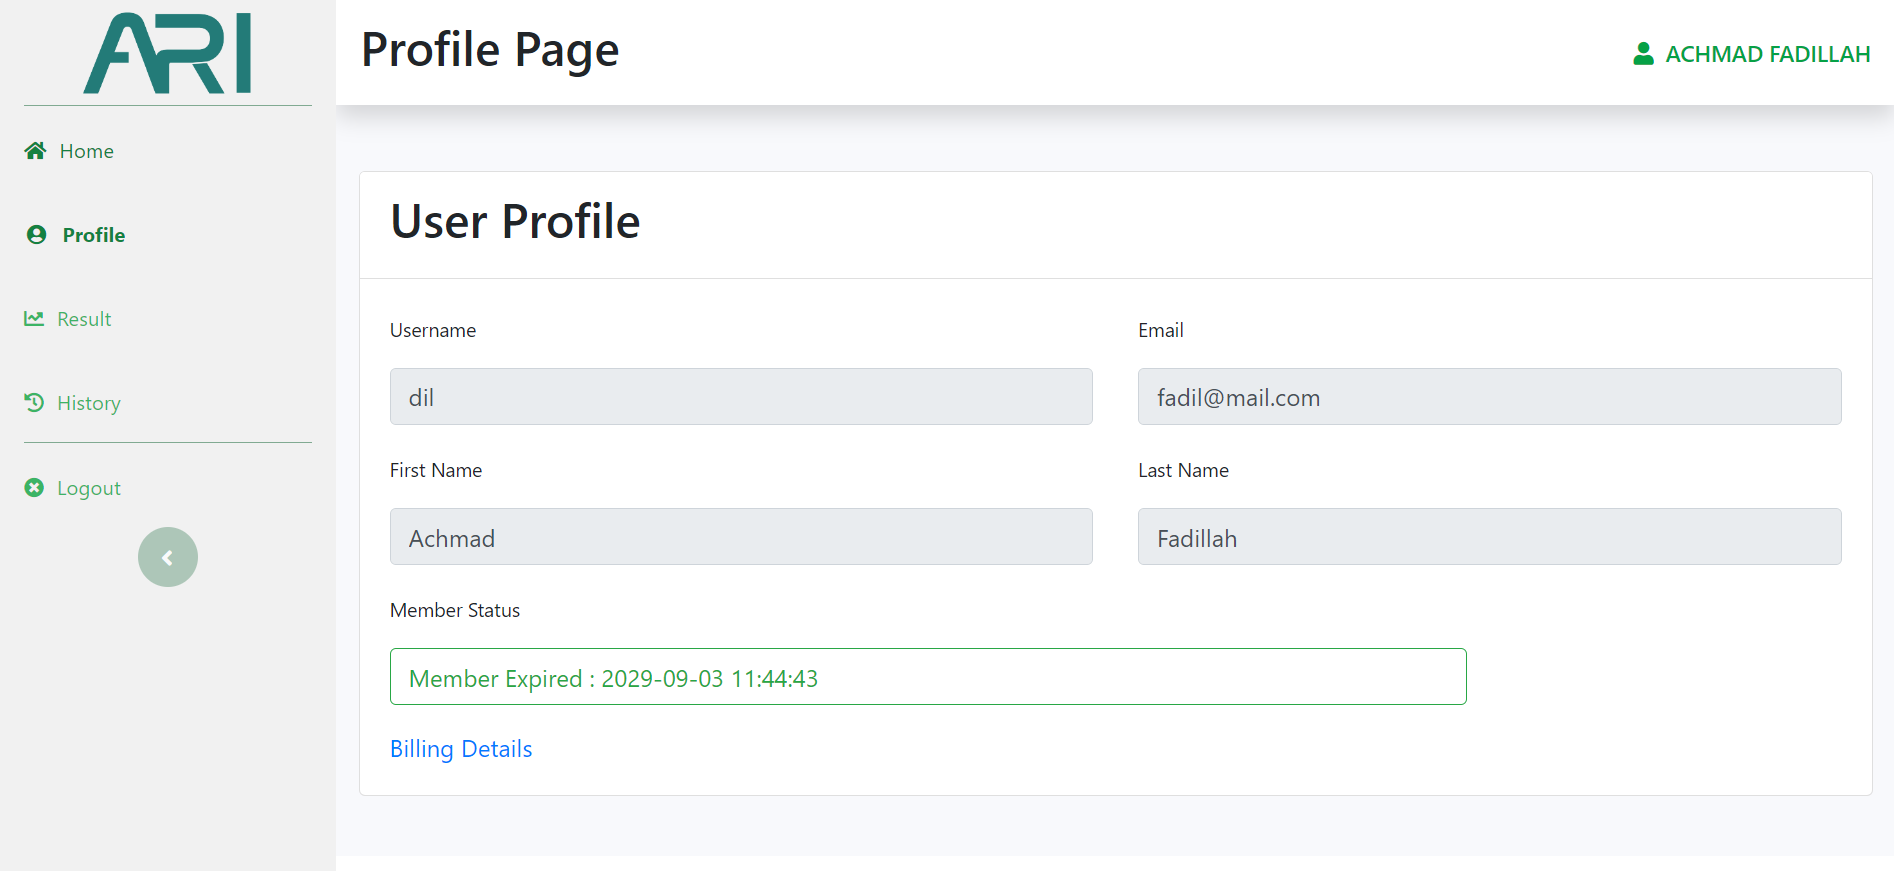 ARI
Profile Page
ACHMAD FADILLAH
Home
Profile
Result
History
Logout
User Profile
Username
Email
dil
fadil@mail.com
First Name
Last Name
Achmad
Fadillah
Member Status
Member Expired : 2029-09-03 11:44:43
Billing Details